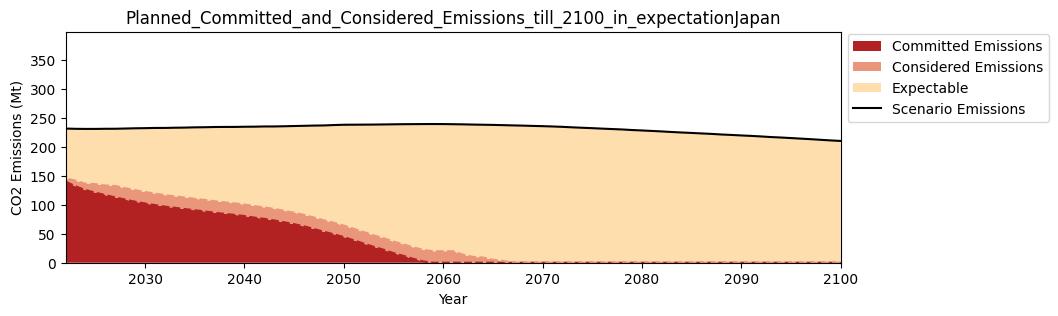 Planned_Committed_and_Considered_Emissions_till_2100_in_expectationJapan
Committed Emissions
Considered Emissions
Expectable
Scenario Emissions
CO2 Emissions (Mt)
350
300
250
200
150
100
50
0
2030 2040 2050 2060 2070 2080 2090 2100
Year